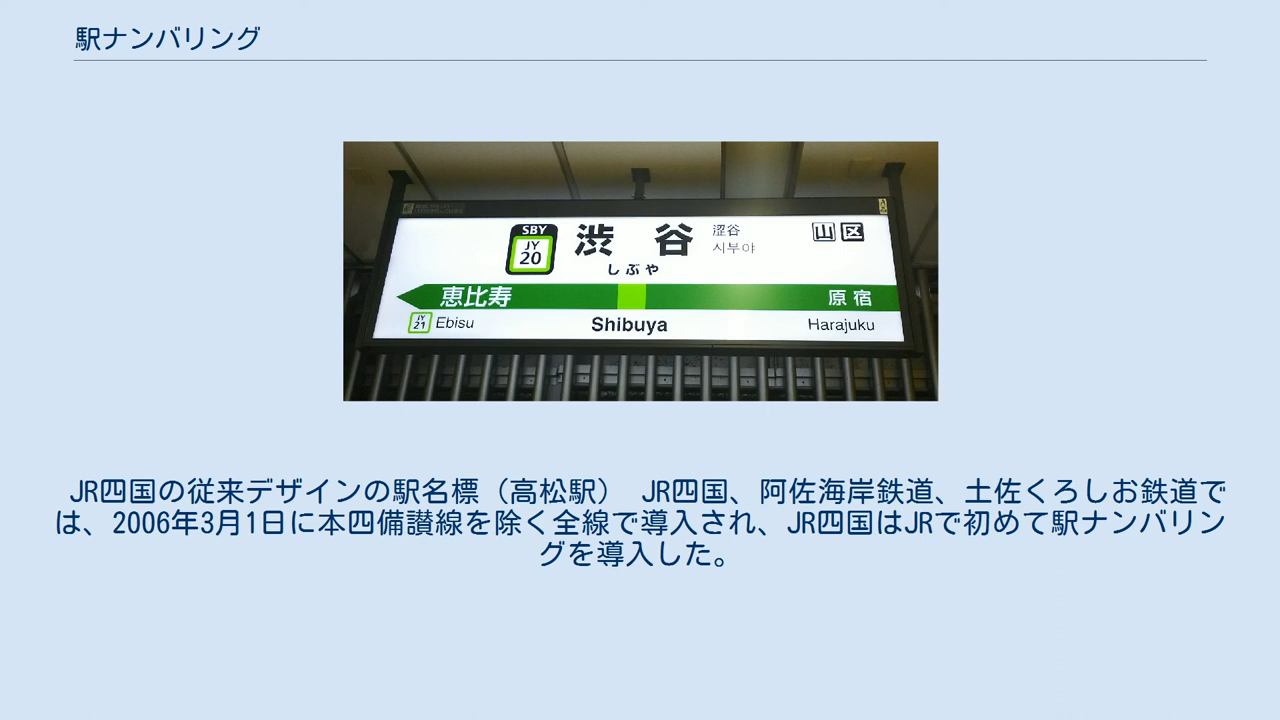 駅ナンバリング
SBY
JY
20
渋 谷
涩谷
시부야
山 区
しぶや
恵比寿
原宿
JY
21
Ebisu
Shibuya
Harajuku
JR四国の従来デザインの駅名標（高松駅） JR四国、阿佐海岸鉄道、土佐くろしお鉄道で
は、2006年3月1日に本四備讃線を除く全線で導入され、JR四国はJRで初めて駅ナンバリン
グを導入した。